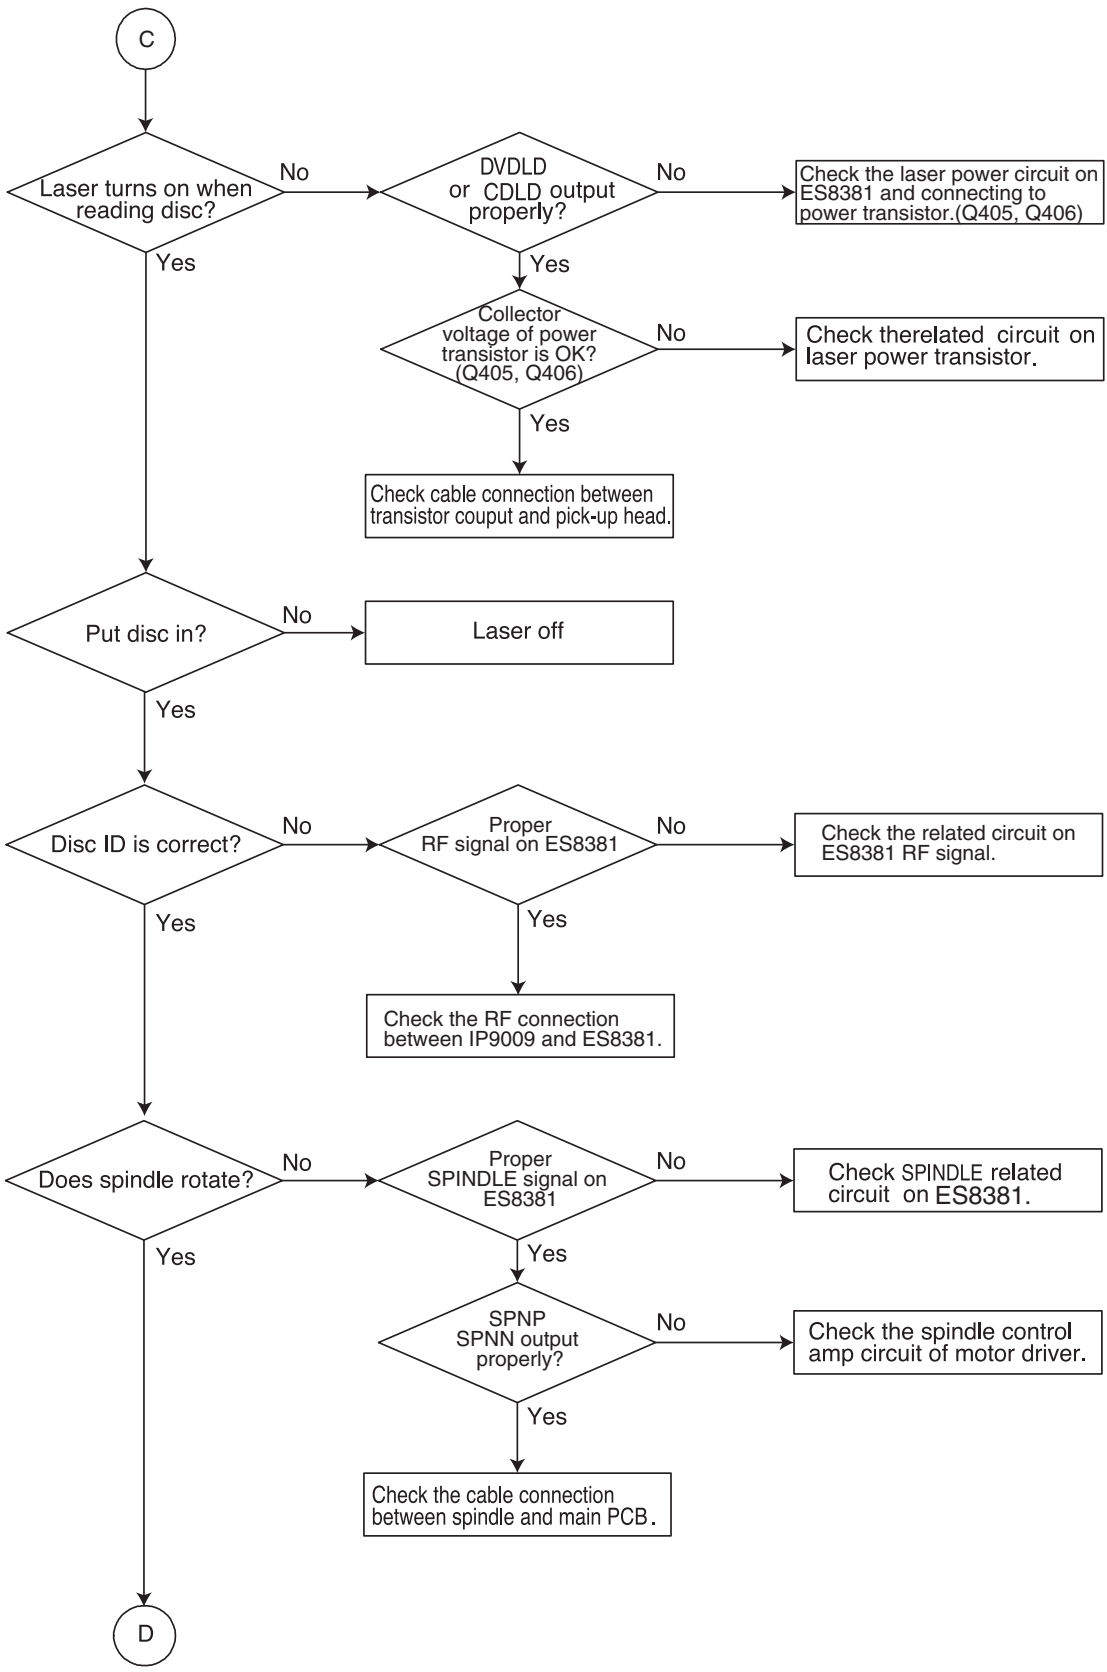 C
Laser turns on when
reading disc?
No
DVDLD
or CDLD output
properly?
No
Check the laser power circuit on
ES8381 and connecting to
power transistor.(Q405, Q406)
Yes
Yes
Collector
voltage of power
transistor is OK?
(Q405, Q406)
No
Check therelated circuit on
laser power transistor.
Yes
Check cable connection between
transistor couput and pick-up head.
Put disc in?
No
Laser off
Yes
Disc ID is correct?
No
Proper
RF signal on ES8381
No
Check the related circuit on
ES8381 RF signal.
Yes
Yes
Check the RF connection
between IP9009 and ES8381.
Does spindle rotate?
No
Proper
SPINDLE signal on
ES8381
No
Check SPINDLE related
circuit on ES8381.
Yes
Yes
SPNP
SPNN output
properly?
No
Check the spindle control
amp circuit of motor driver.
Yes
Check the cable connection
between spindle and main PCB.
D